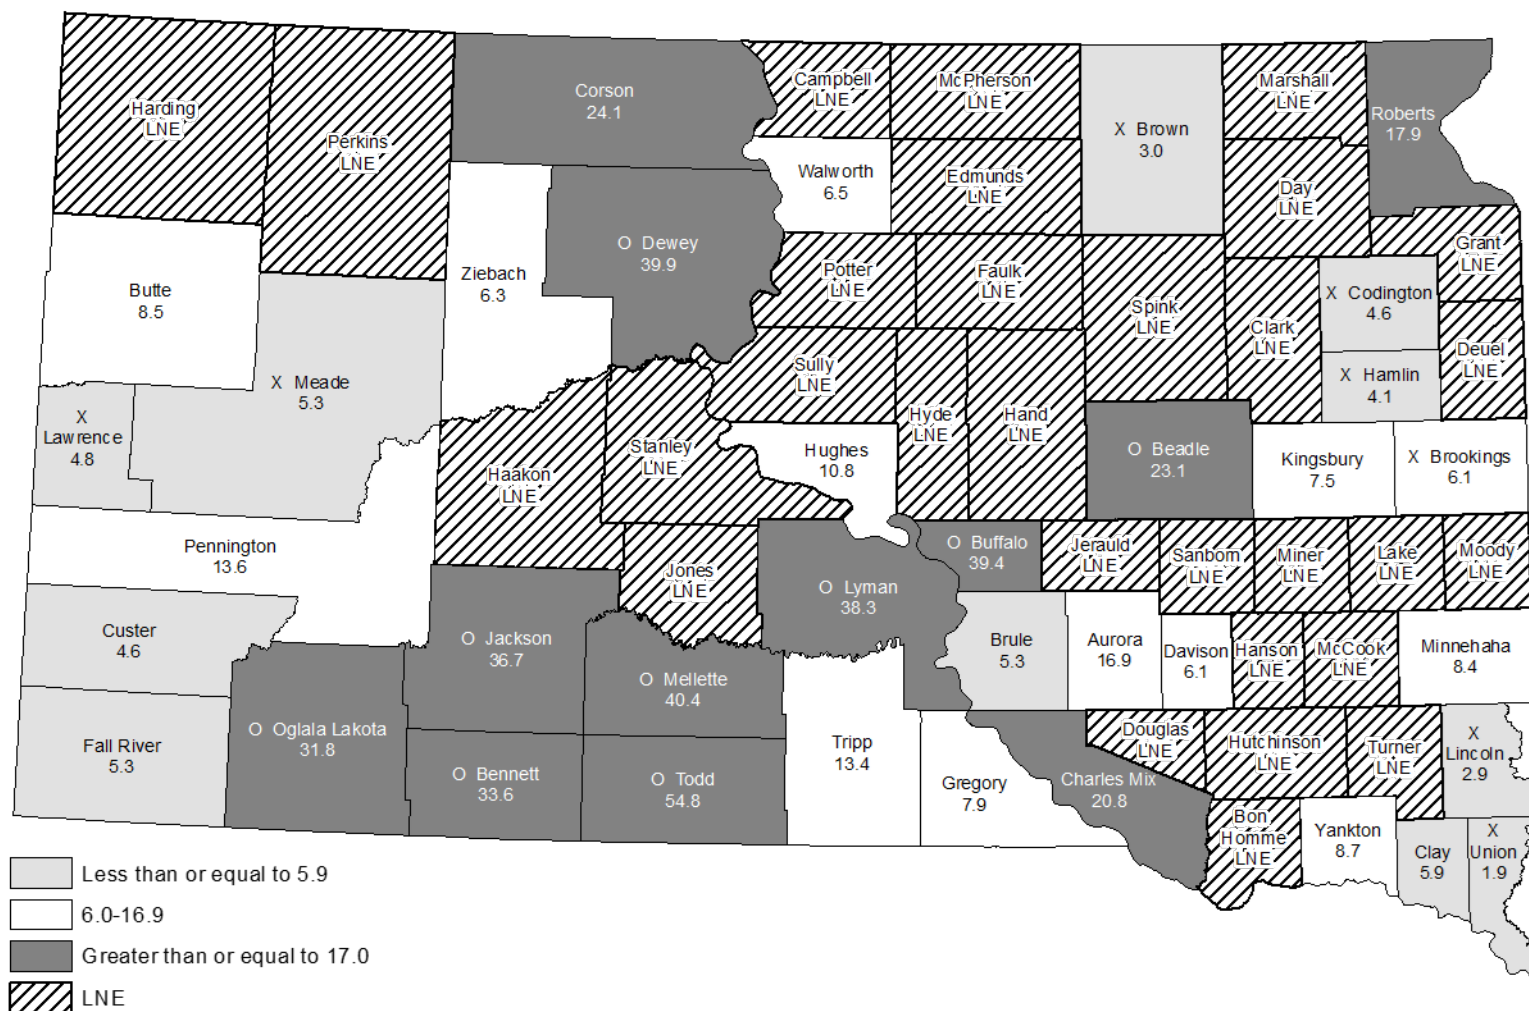 Harding
LNE
Perkins
LNE
Corson
24.1
Campbell
LNE
McPherson
LNE
X Brown
3.0
Marshall
LNE
Roberts
17.9
Walworth
6.5
Edmunds
LNE
Day
LNE
Butte
8.5
Ziebach
6.3
O Dewey
39.9
Potter
LNE
Faulk
LNE
Spink
LNE
Clark
LNE
X Codington
4.6
Grant
LNE
X Meade
5.3
Sully
LNE
Hyde
LNE
Hand
LNE
X Hamlin
4.1
Deuel
LNE
X
Lawrence
4.8
Haakon
LNE
Stanley
LNE
Hughes
10.8
O Beadle
23.1
Kingsbury
7.5
X Brookings
6.1
Pennington
13.6
Jones
LNE
O Lyman
38.3
O Buffalo
39.4
Jerauld
LNE
Sanborn
LNE
Miner
LNE
Lake
LNE
Moody
LNE
Custer
4.6
O Jackson
36.7
O Mellette
40.4
Brule
5.3
Aurora
16.9
Davison
6.1
Hanson
LNE
McCook
LNE
Minnehaha
8.4
Fall River
5.3
O Oglala Lakota
31.8
O Bennett
33.6
O Todd
54.8
Tripp
13.4
Gregory
7.9
Charles Mix
20.8
Douglas
LNE
Hutchinson
LNE
Turner
LNE
X
Lincoln
2.9
Bon
Homme
LNE
Yankton
8.7
Clay
5.9
X
Union
1.9
Less than or equal to 5.9
6.0-16.9
Greater than or equal to 17.0
LNE